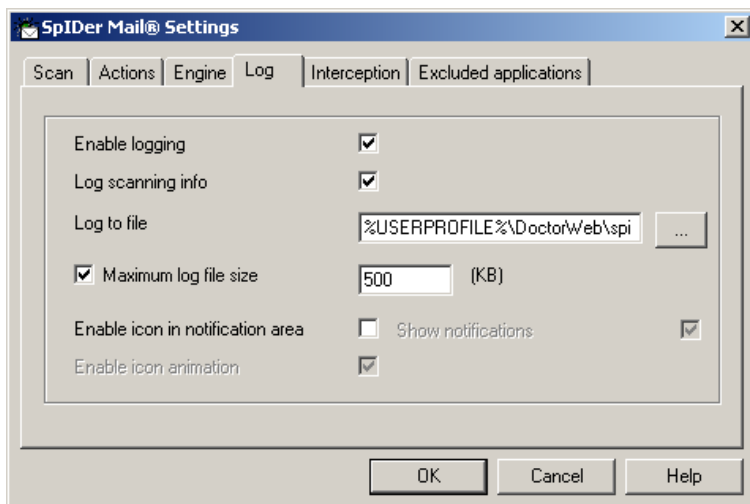 SpIDer Mail® Settings
Scan Actions Engine Log Interception Excluded applications
Enable logging
Log scanning info
Log to file %USERPROFILE%\DoctorWeb\spi ...
Maximum log file size 500 (KB)
Enable icon in notification area Show notifications
Enable icon animation
OK Cancel Help